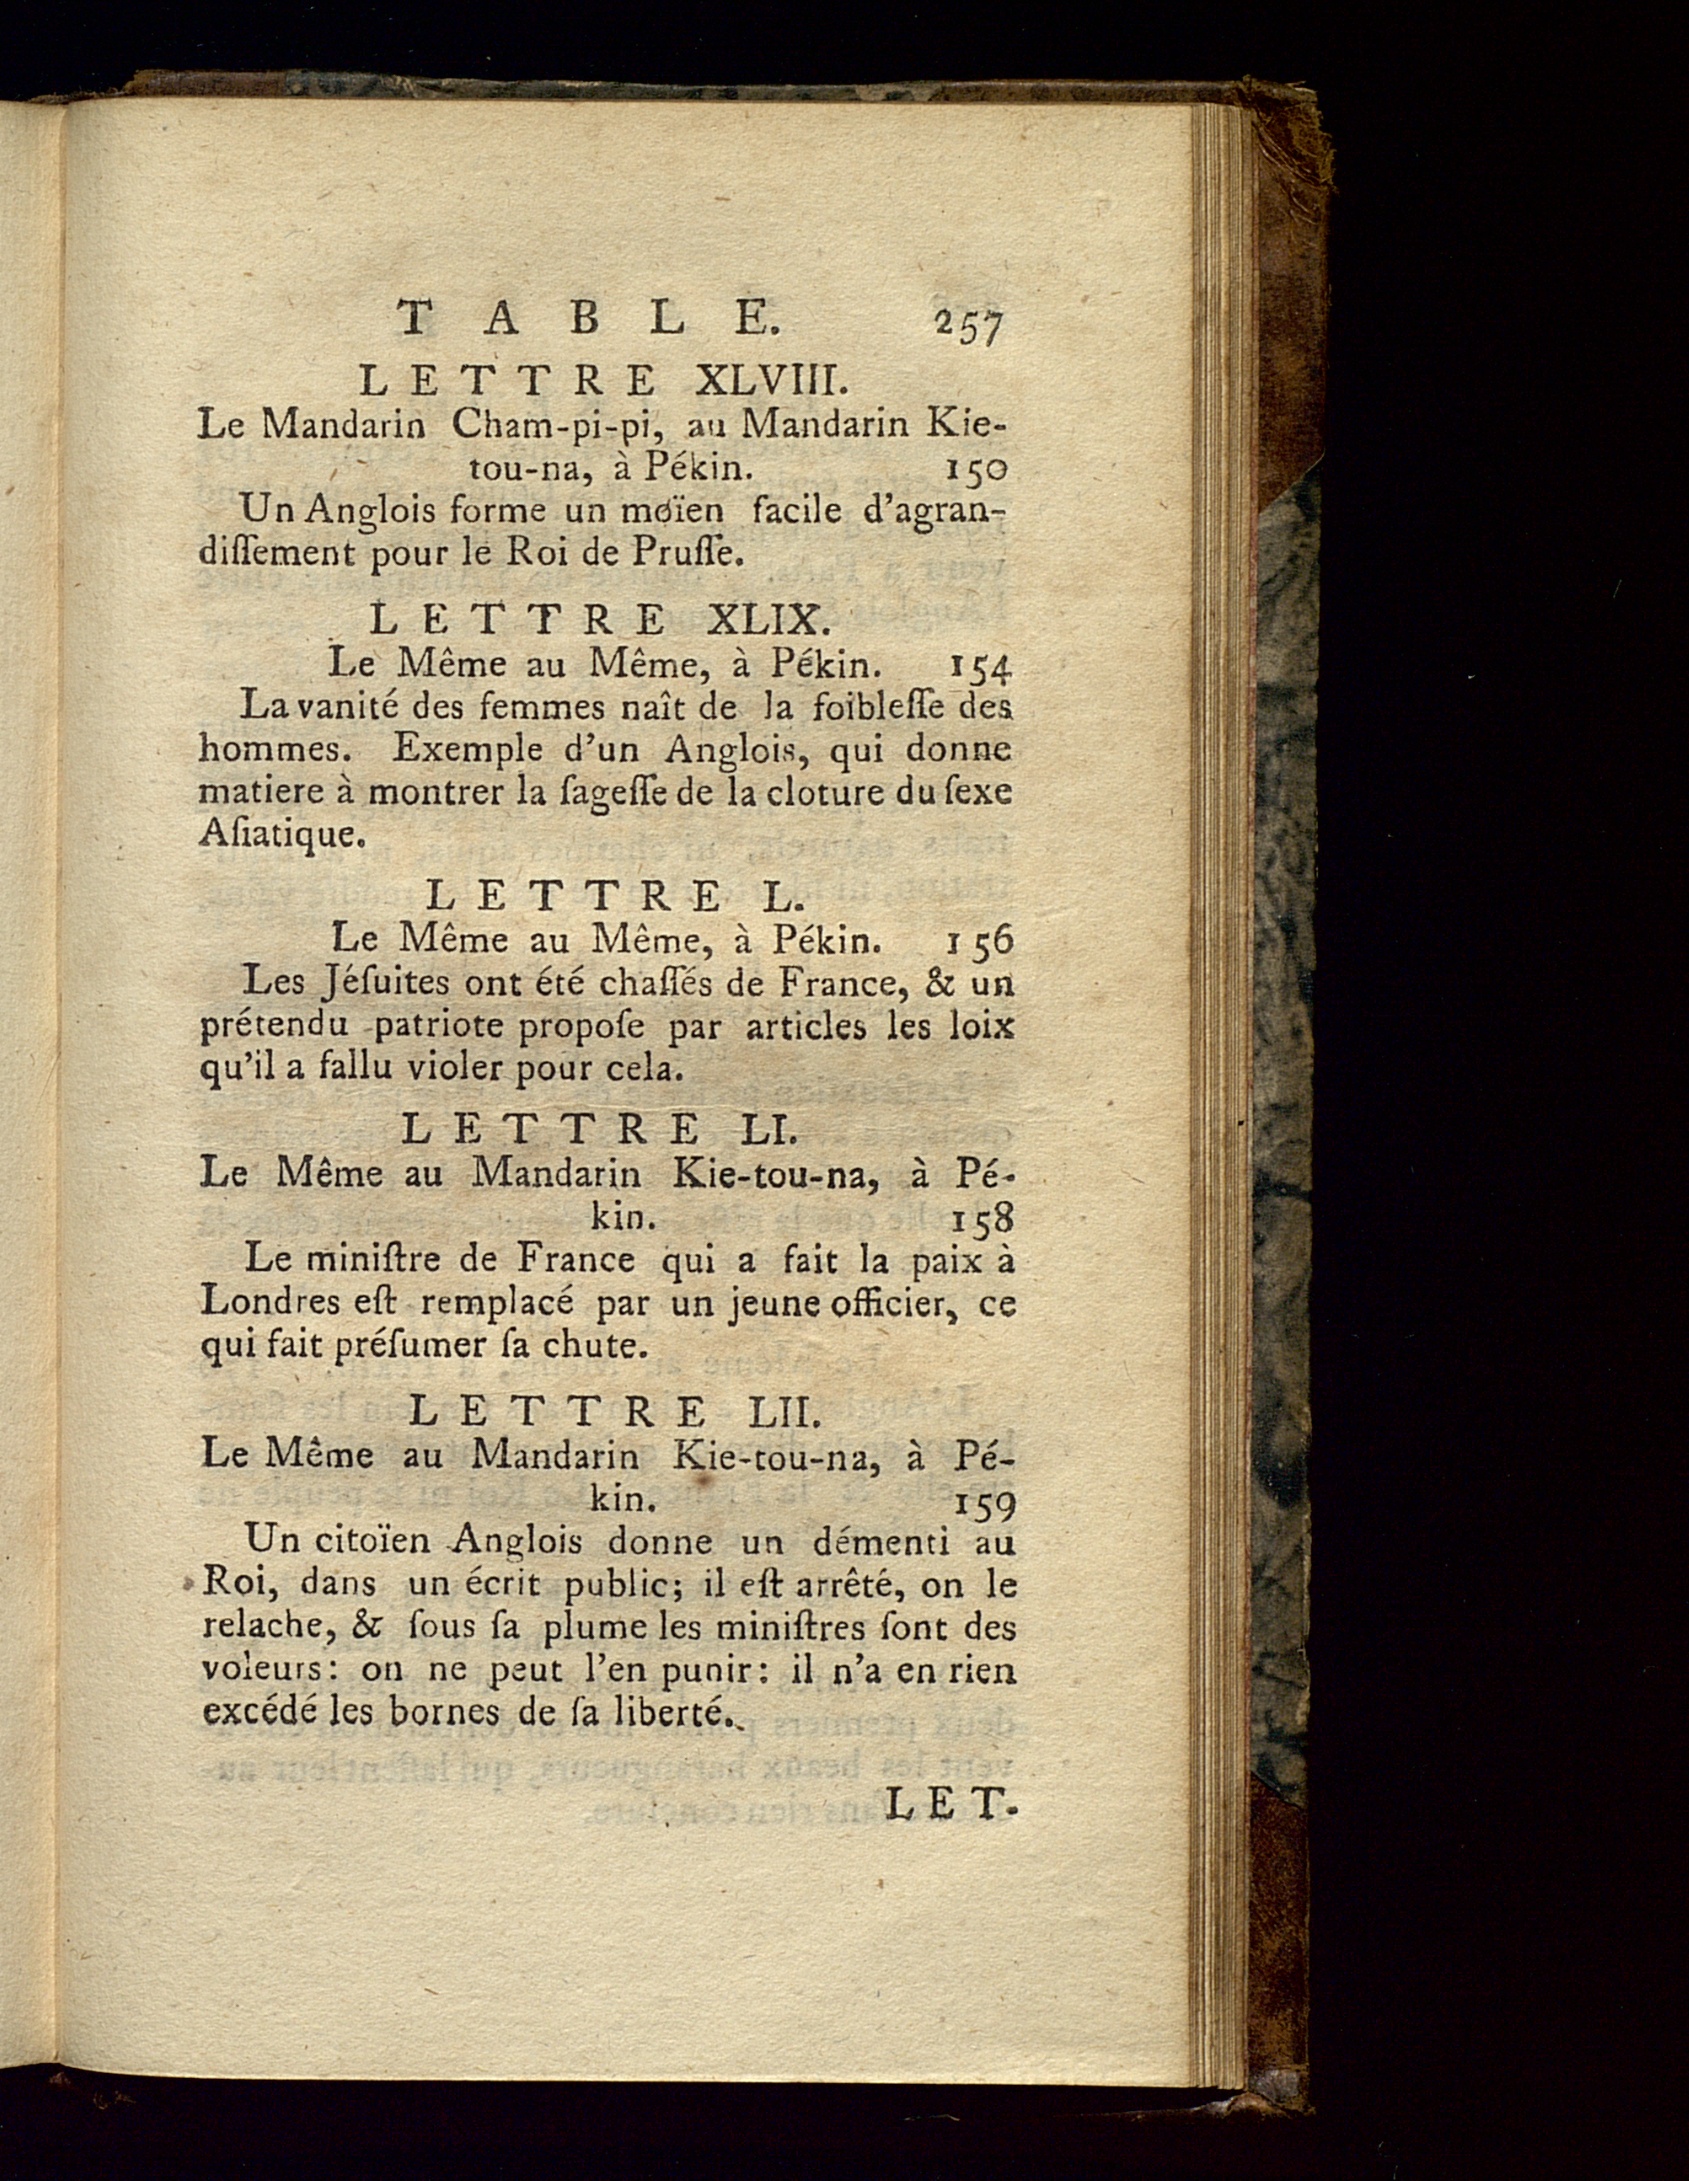 TABLE. 257
LETTRE XLVIII.
Le Mandarin Cham-pi-pi, au Mandarin Kie-
tou-na, à Pékin. 150
Un Anglois forme un moïen facile d'agran-
diſſement pour le Roi de Pruſſe.
LETTRE XLIX.
Le Même au Même, à Pékin. 154
La vanité des femmes naît de la foibleſſe des
hommes. Exemple d'un Anglois, qui donne
matiere à montrer la ſageſſe de la cloture du ſexe
Aſiatique.
LETTRE L.
Le Même au Même, à Pékin. 156
Les Jéſuites ont été chaſſés de France, & un
prétendu patriote propoſe par articles les loix
qu'il a fallu violer pour cela.
LETTRE LI.
Le Même au Mandarin Kie-tou-na, à Pé-
kin. 158
Le miniſtre de France qui a fait la paix à
Londres eſt remplacé par un jeune officier, ce
qui fait préſumer ſa chute.
LETTRE LII.
Le Même au Mandarin Kie-tou-na, à Pé-
kin. 159
Un citoïen Anglois donne un démenti au
Roi, dans un écrit public; il eſt arrêté, on le
relache, & ſous ſa plume les miniſtres ſont des
voleurs: on ne peut l'en punir: il n'a en rien
excédé les bornes de ſa liberté.
LET-